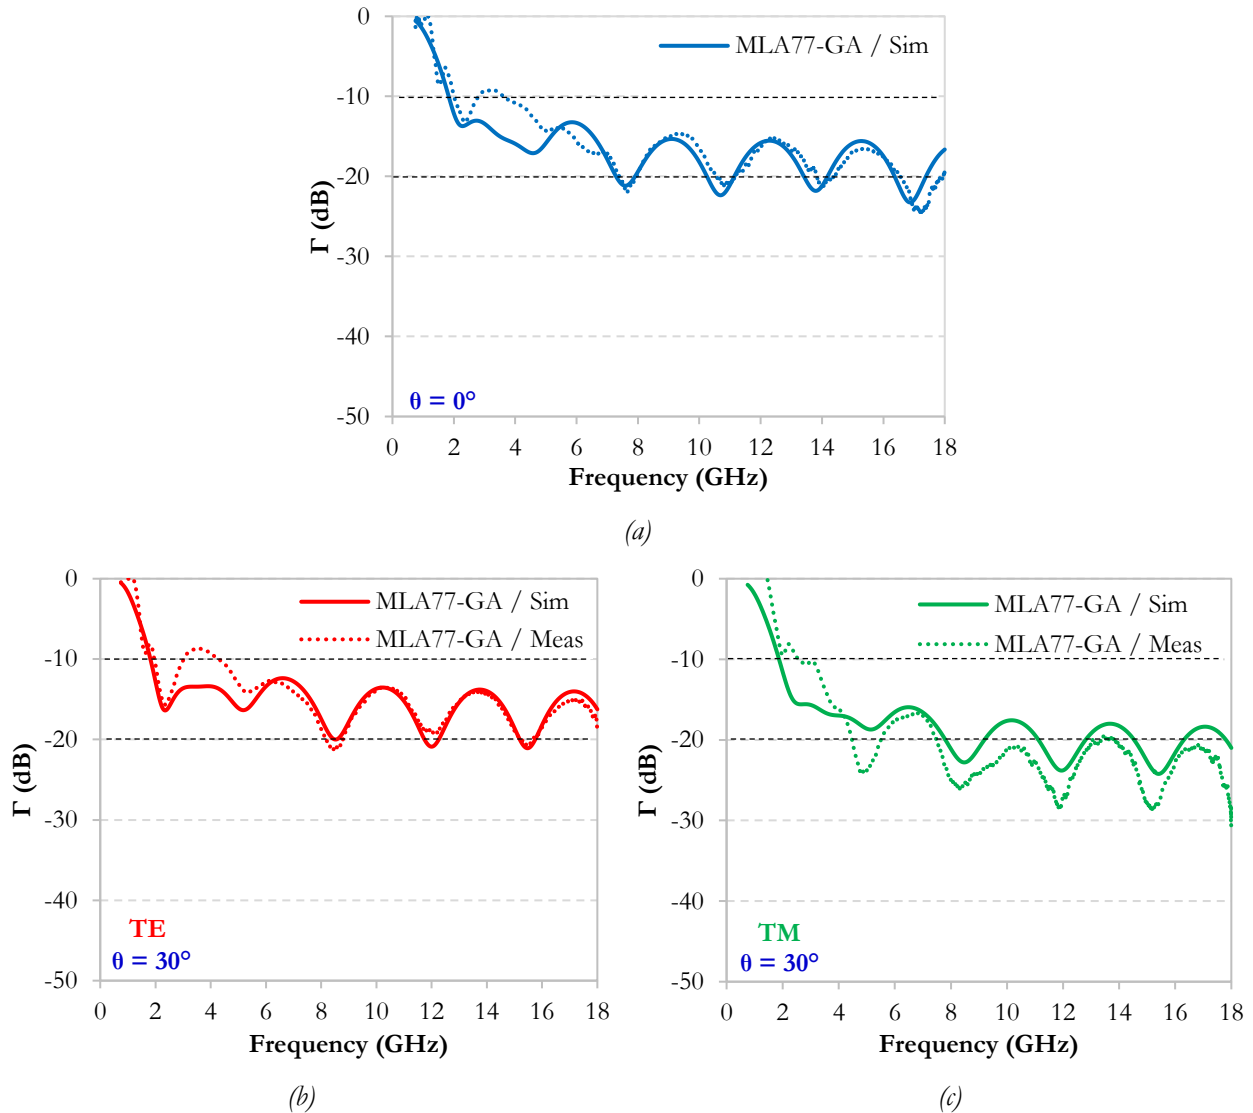 0
-10
-20
-30
-40
-50
Γ (dB)
MLA77-GA / Sim
θ = 0°
0 2 4 6 8 10 12 14 16 18
Frequency (GHz)
(a)
0
-10
-20
-30
-40
-50
Γ (dB)
MLA77-GA / Sim
MLA77-GA / Meas
TE
θ = 30°
0 2 4 6 8 10 12 14 16 18
Frequency (GHz)
(b)
0
-10
-20
-30
-40
-50
Γ (dB)
MLA77-GA / Sim
MLA77-GA / Meas
TM
θ = 30°
0 2 4 6 8 10 12 14 16 18
Frequency (GHz)
(c)